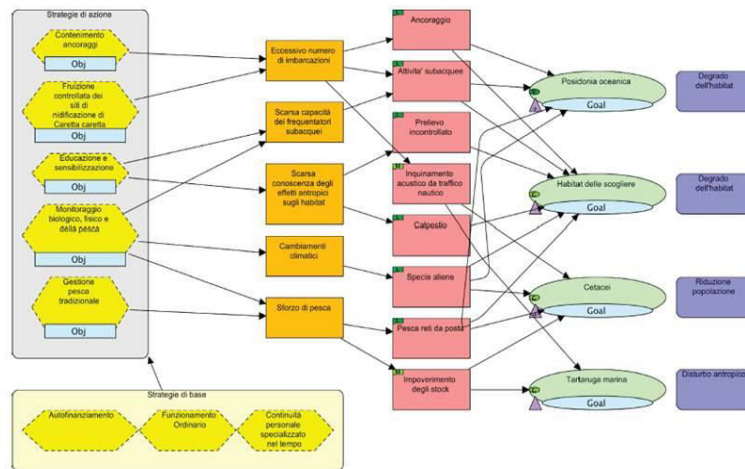 Strategie di azione
Contenimento
ancoraggi
Obj
Fruizione
controllata dei
siti di
nidificazione di
Caretta caretta
Obj
Educazione e
sensibilizzazione
Obj
Monitoraggio
biologico, fisico e
della pesca
Obj
Gestione
pesca
tradizionale
Obj
Strategie di base
Autofinanziamento
Funzionamento
Ordinario
Continuità
personale
specializzato
nel tempo
Eccessivo numero
di imbarcazioni
Scarsa capacità
dei frequentatori
subacquei
Scarsa
conoscenza degli
effetti antropici
sugli habitat
Cambiamenti
climatici
Sforzo di pesca
Ancoraggio
Attivita' subacquee
Prelievo
incontrollato
Inquinamento
acustico da traffico
nautico
Calpestio
Specie aliene
Pesca reti da posta
Impoverimento
degli stock
Posidonia oceanica
Goal
Habitat delle scogliere
Goal
Cetacei
Goal
Tartaruga marina
Goal
Degrado
dell'habitat
Degrado
dell'habitat
Riduzione
popolazione
Disturbo antropico